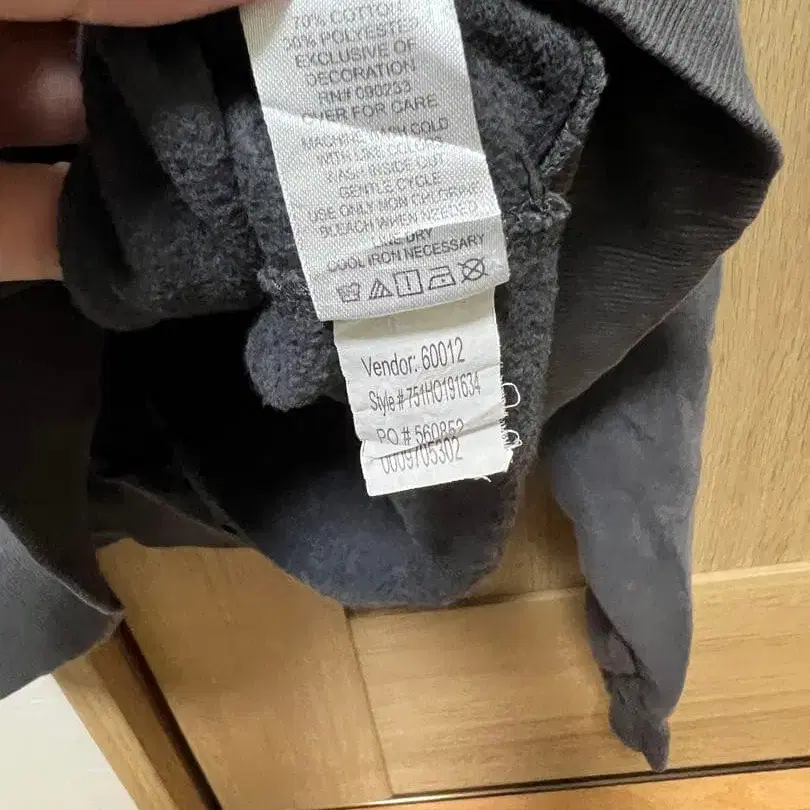 70% COTTON
30% POLYESTER
EXCLUSIVE OF
DECORATION
RN# 090233
OVER FOR CARE
MACHINE WASH COLD
WITH LIKE COLORS
WASH INSIDE OUT
GENTLE CYCLE
USE ONLY NON CHLORINE
BLEACH WHEN NEEDED
LINE DRY
COOL IRON NECESSARY
Vendor: 60012
Style # 751HO191634
PO # 560852
0009705302